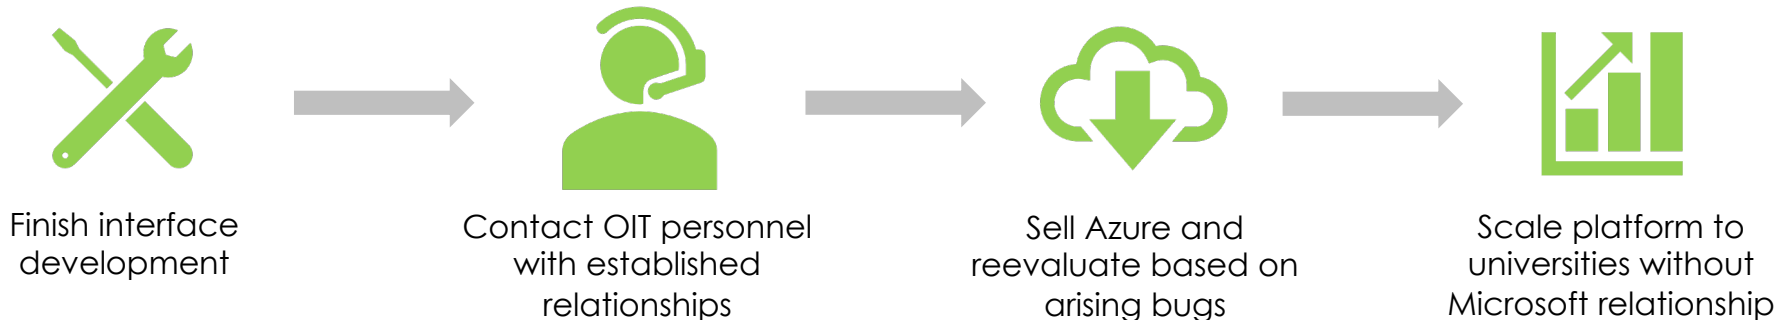 Finish interface
development
Contact OIT personnel
with established
relationships
Sell Azure and
reevaluate based on
arising bugs
Scale platform to
universities without
Microsoft relationship